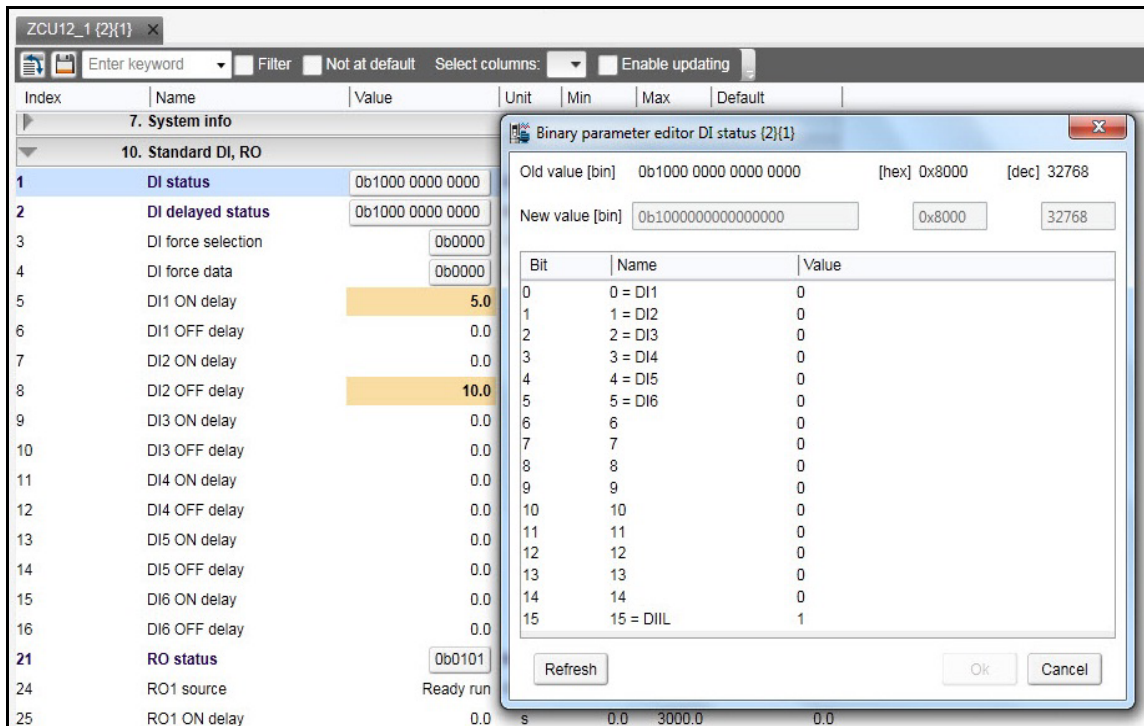 ZCU12_1 {2}{1} ×
Enter keyword Filter Not at default Select columns: Enable updating
Index Name Value Unit Min Max Default
7. System info
10. Standard DI, RO
1 DI status 0b1000 0000 0000
2 DI delayed status 0b1000 0000 0000
3 DI force selection 0b0000
4 DI force data 0b0000
5 DI1 ON delay 5.0
6 DI1 OFF delay 0.0
7 DI2 ON delay 0.0
8 DI2 OFF delay 10.0
9 DI3 ON delay 0.0
10 DI3 OFF delay 0.0
11 DI4 ON delay 0.0
12 DI4 OFF delay 0.0
13 DI5 ON delay 0.0
14 DI5 OFF delay 0.0
15 DI6 ON delay 0.0
16 DI6 OFF delay 0.0
21 RO status 0b0101
24 RO1 source Ready run
25 RO1 ON delay 0.0 s 0.0 3000.0 0.0
Binary parameter editor DI status {2}{1}
Old value [bin] 0b1000 0000 0000 0000 [hex] 0x8000 [dec] 32768
New value [bin] 0b1000000000000000 0x8000 32768
Bit Name Value
0 0 = DI1 0
1 1 = DI2 0
2 2 = DI3 0
3 3 = DI4 0
4 4 = DI5 0
5 5 = DI6 0
6 6 0
7 7 0
8 8 0
9 9 0
10 10 0
11 11 0
12 12 0
13 13 0
14 14 0
15 15 = DIIL 1
Refresh Ok Cancel